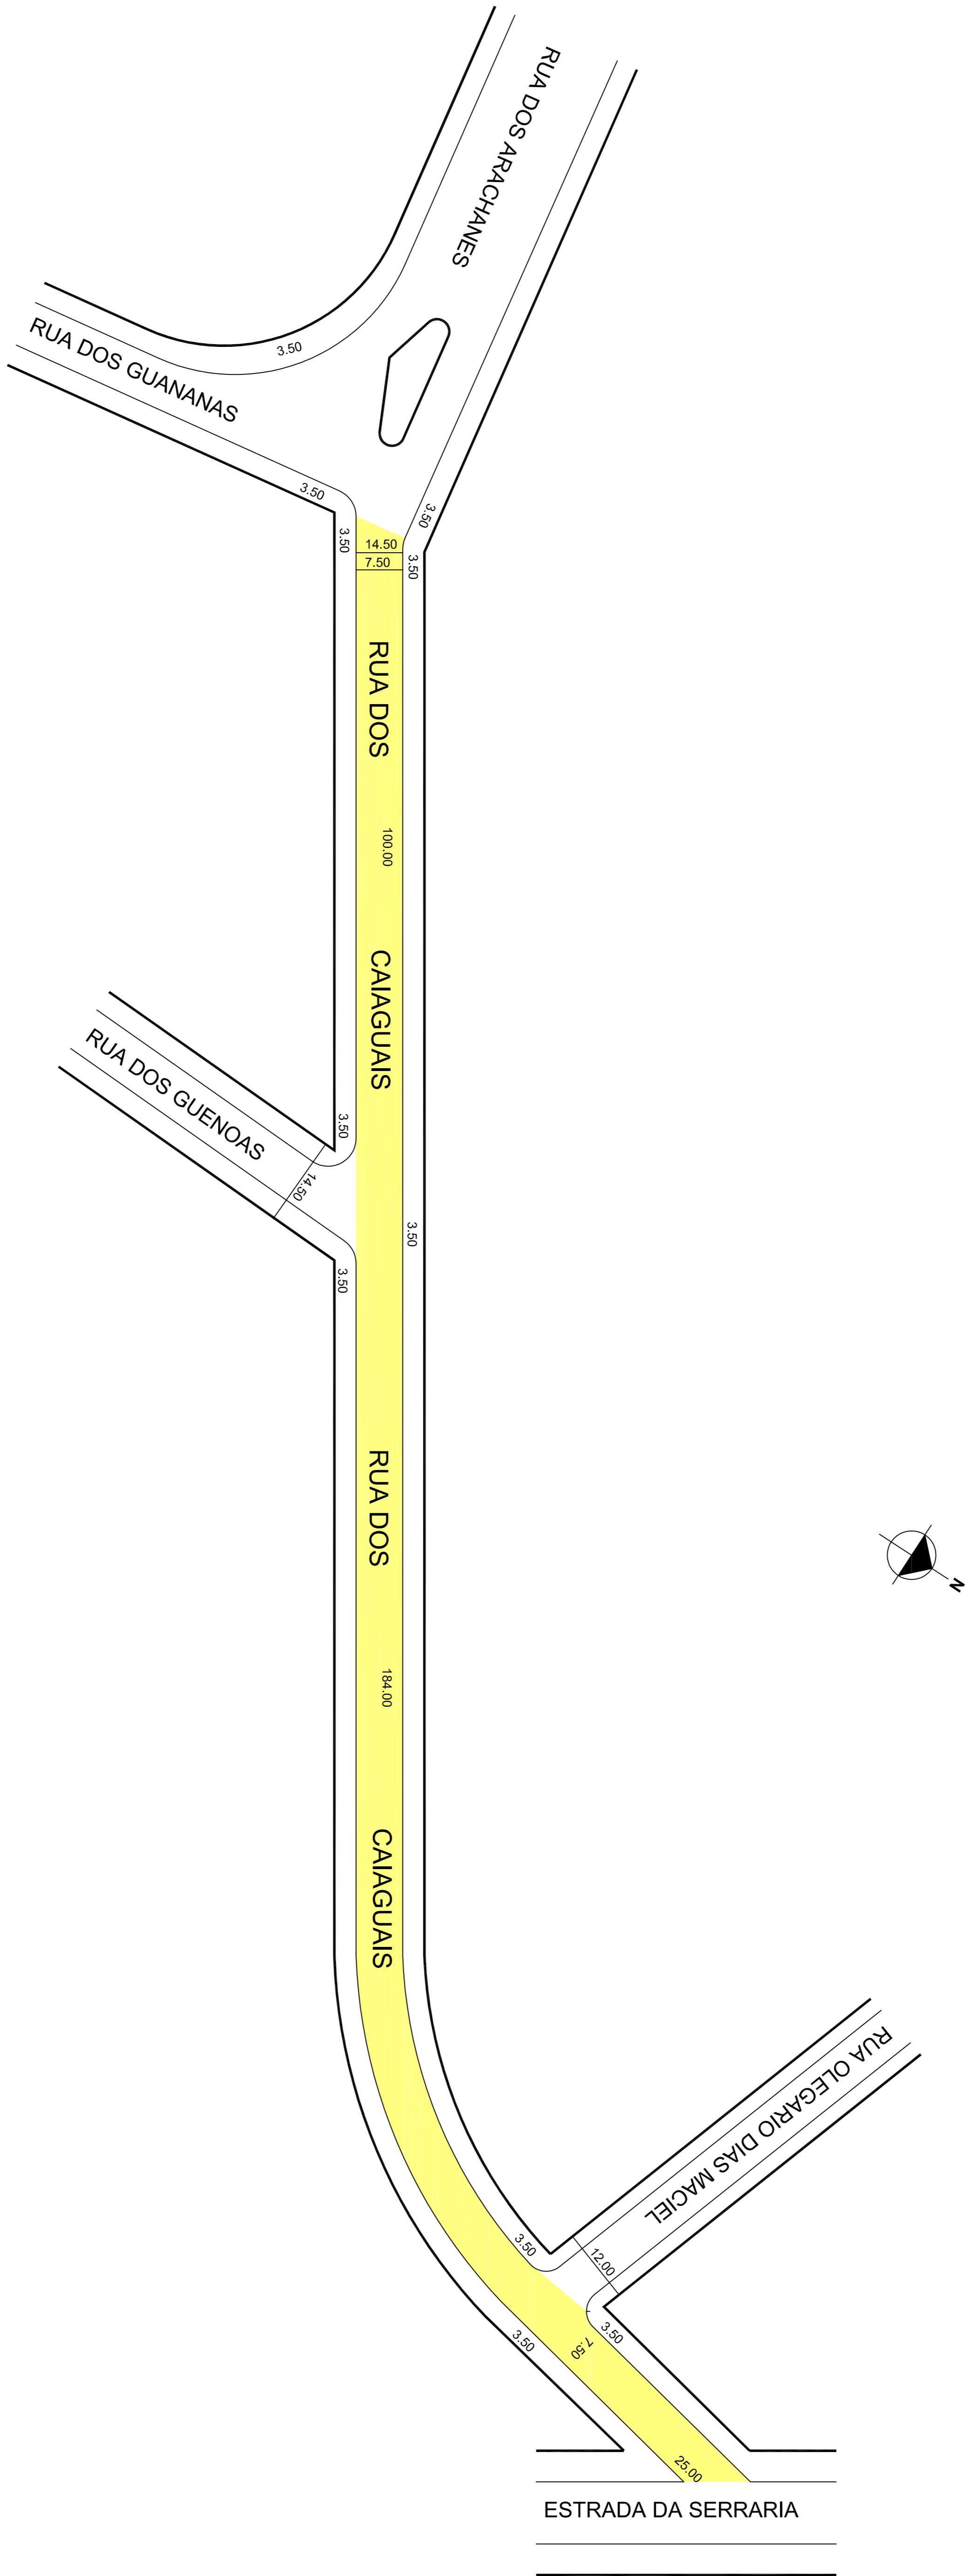 RUA DOS ARACHANES
3.50
RUA DOS GUANANAS
3.50
3.50
3.50
14.50
3.50
7.50
RUA DOS
100.00
CAIAGUAIS
RUA DOS GUENOAS
3.50
14.50
3.50
3.50
RUA DOS
N
184.00
CAIAGUAIS
RUA OLEGARIO DIAS MACIEL
3.50
12.00
3.50
3.50
7.50
25.00
ESTRADA DA SERRARIA